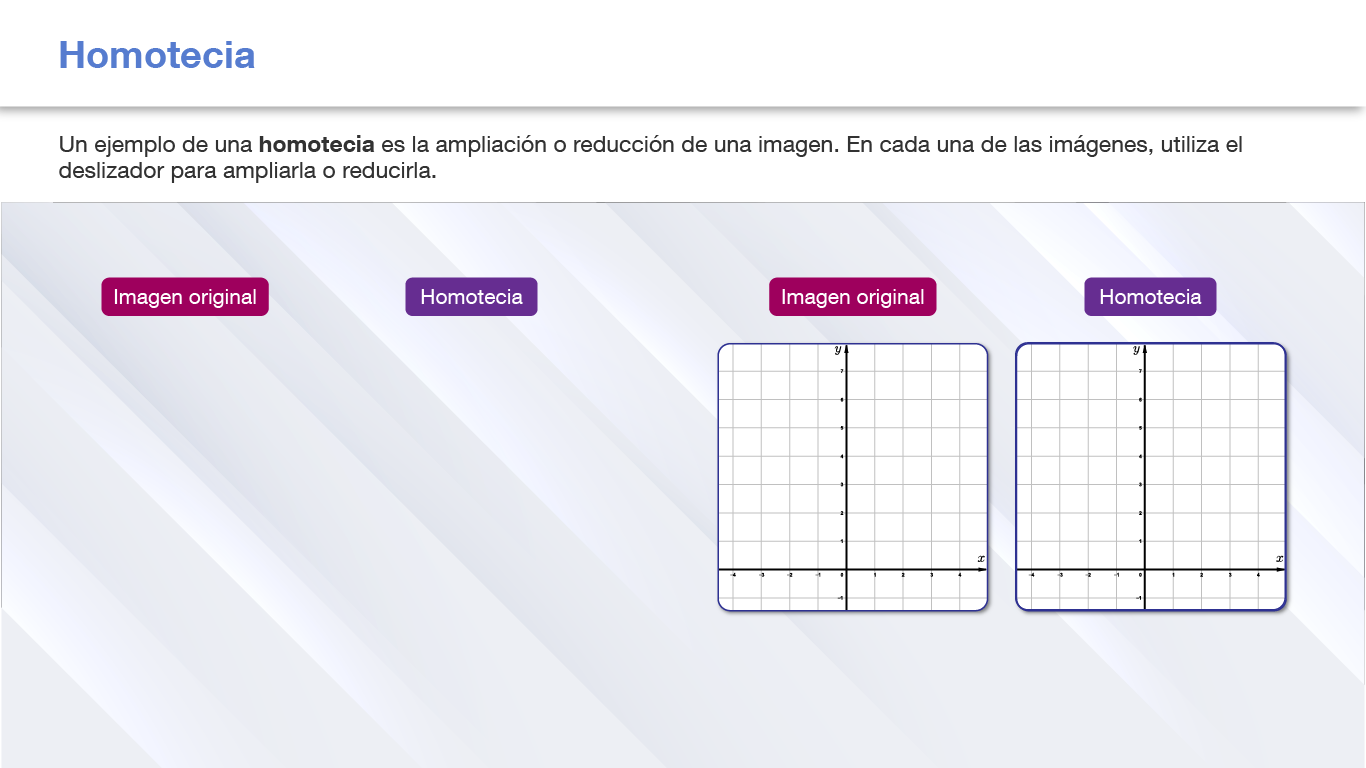 Homotecia
Un ejemplo de una homotecia es la ampliación o reducción de una imagen. En cada una de las imágenes, utiliza el
deslizador para ampliarla o reducirla.
Imagen original
Homotecia
Imagen original
Homotecia
y
7
6
5
4
3
2
1
x
-4 -3 -2 -1 0 1 2 3 4
-1
y
7
6
5
4
3
2
1
x
-4 -3 -2 -1 0 1 2 3 4
-1